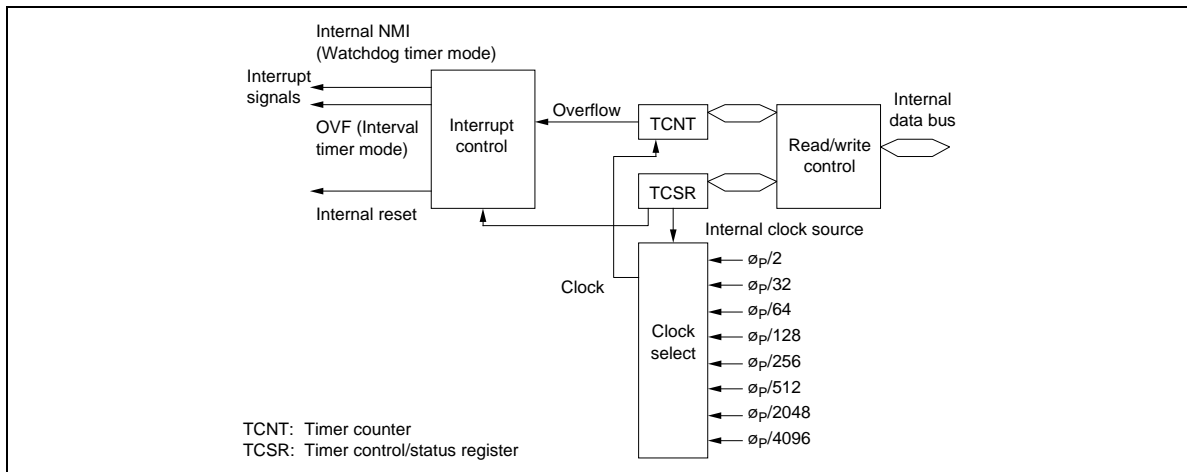 Internal NMI
(Watchdog timer mode)
Interrupt
signals
OVF (Interval
timer mode)
Internal reset
Interrupt
control
Overflow
TCNT
TCSR
Read/write
control
Internal
data bus
Internal clock source
Clock
Clock
select
øP/2
øP/32
øP/64
øP/128
øP/256
øP/512
øP/2048
øP/4096
TCNT: Timer counter
TCSR: Timer control/status register